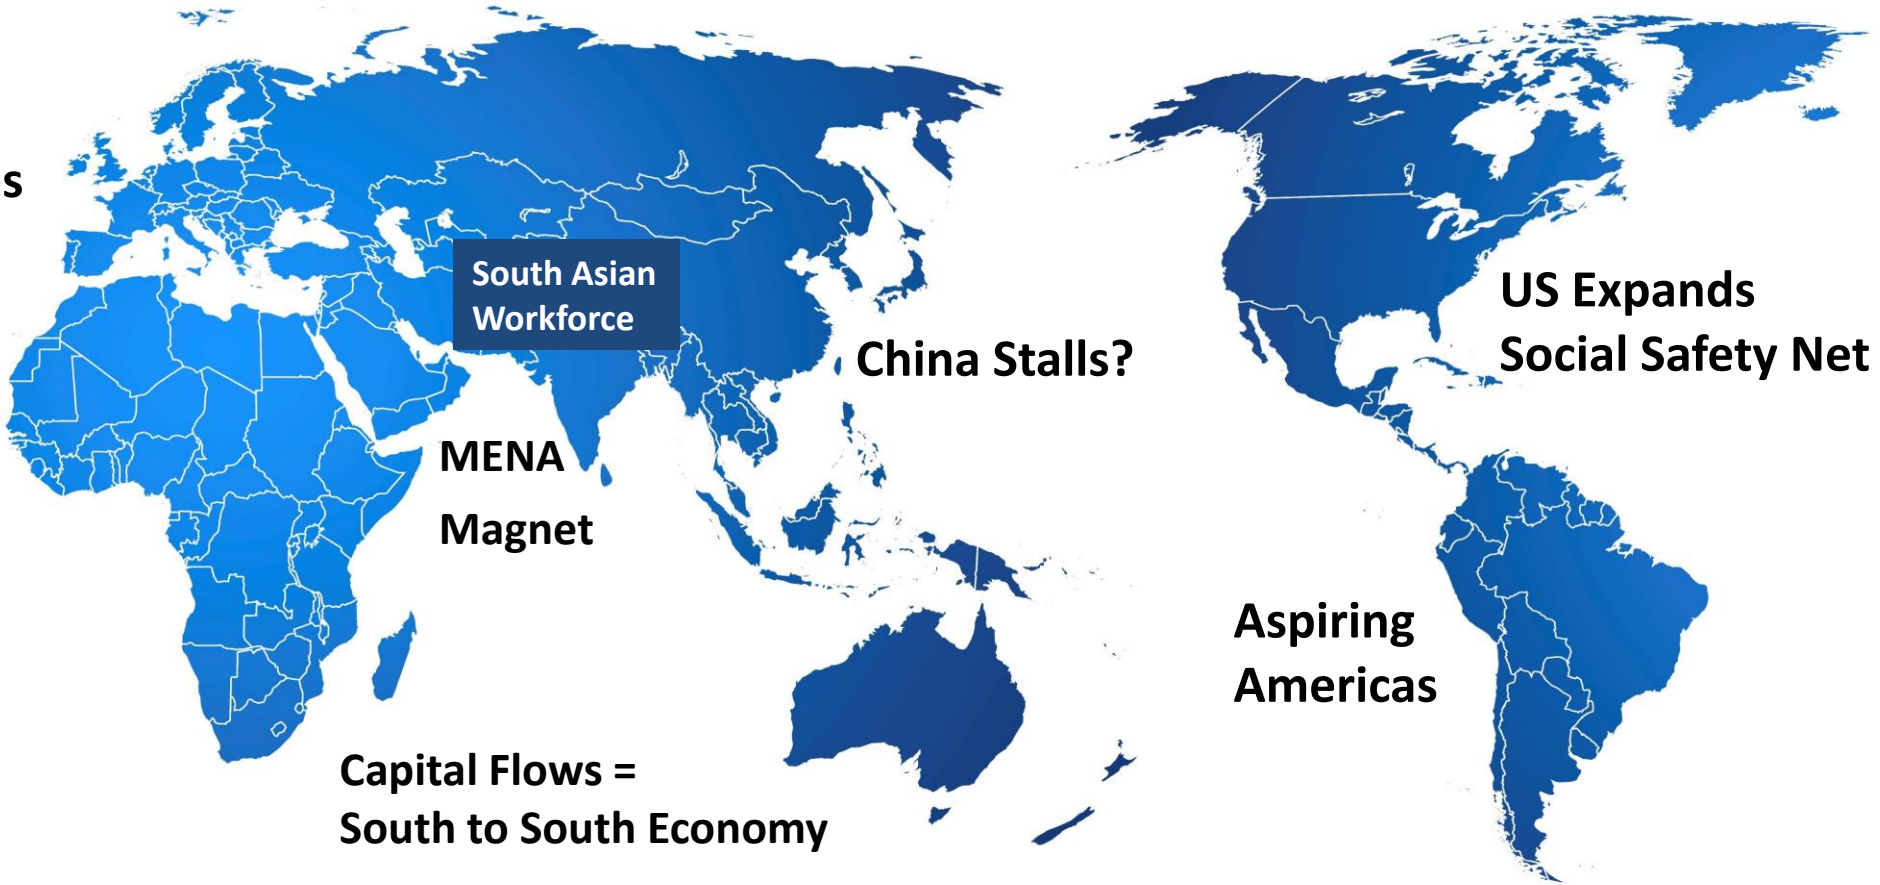 s
South Asian
Workforce
US Expands
Social Safety Net
China Stalls?
MENA
Magnet
Aspiring
Americas
Capital Flows =
South to South Economy